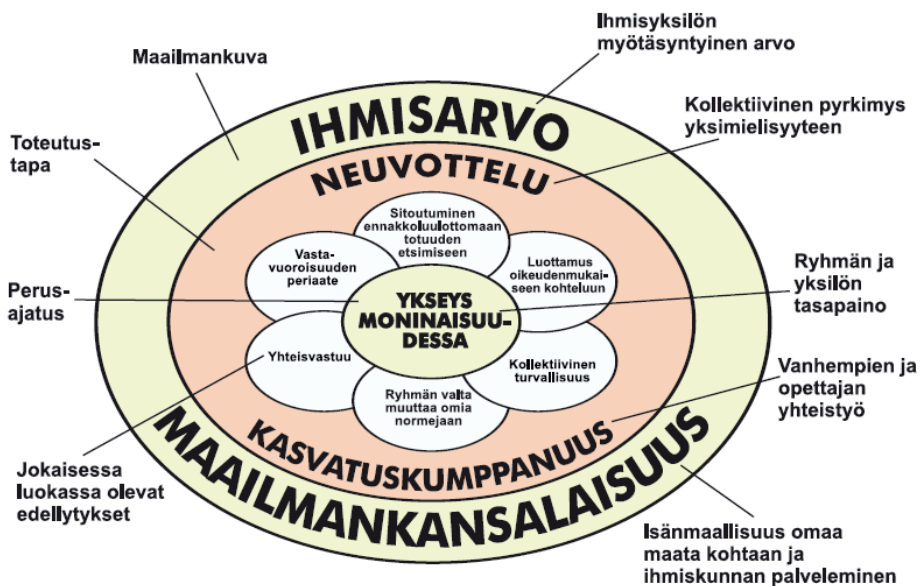 Ihmisyksilön
myötäsyntyinen arvo
Maailmankuva
Kollektiivinen pyrkimys
yksimielisyyteen
IHMISARVO
Toteutus-
tapa
NEUVOTTELU
Sitoutuminen
ennakkoluulottomaan
totuuden
etsimiseen
Vasta-
vuoroisuuden
periaate
Luottamus
oikeudenmukai-
seen kohteluun
Ryhmän ja
yksilön
tasapaino
Perus-
ajatus
YKSEYS
MONINAISUU-
DESSA
Yhteisvastuu
Kollektiivinen
turvallisuus
Ryhmän valta
muuttaa omia
normejaan
Vanhempien ja
opettajan
yhteistyö
KASVATUSKUMPPANUUS
MAAILMANKANSALAISUUS
Jokaisessa
luokassa olevat
edellytykset
Isänmaallisuus omaa
maata kohtaan ja
ihmiskunnan palveleminen